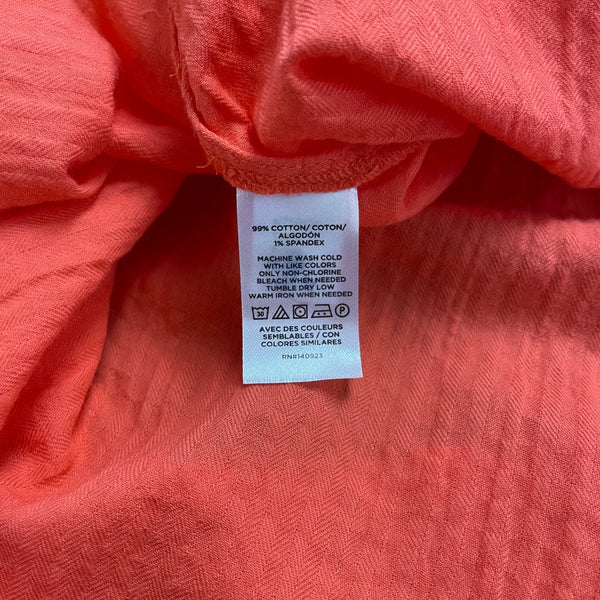 99% COTTON/ COTON/
ALGODÓN
1% SPANDEX
MACHINE WASH COLD
WITH LIKE COLORS
ONLY NON-CHLORINE
BLEACH WHEN NEEDED
TUMBLE DRY LOW
WARM IRON WHEN NEEDED
30 P
AVEC DES COULEURS
SEMBLABLES / CON
COLORES SIMILARES
RN#140923